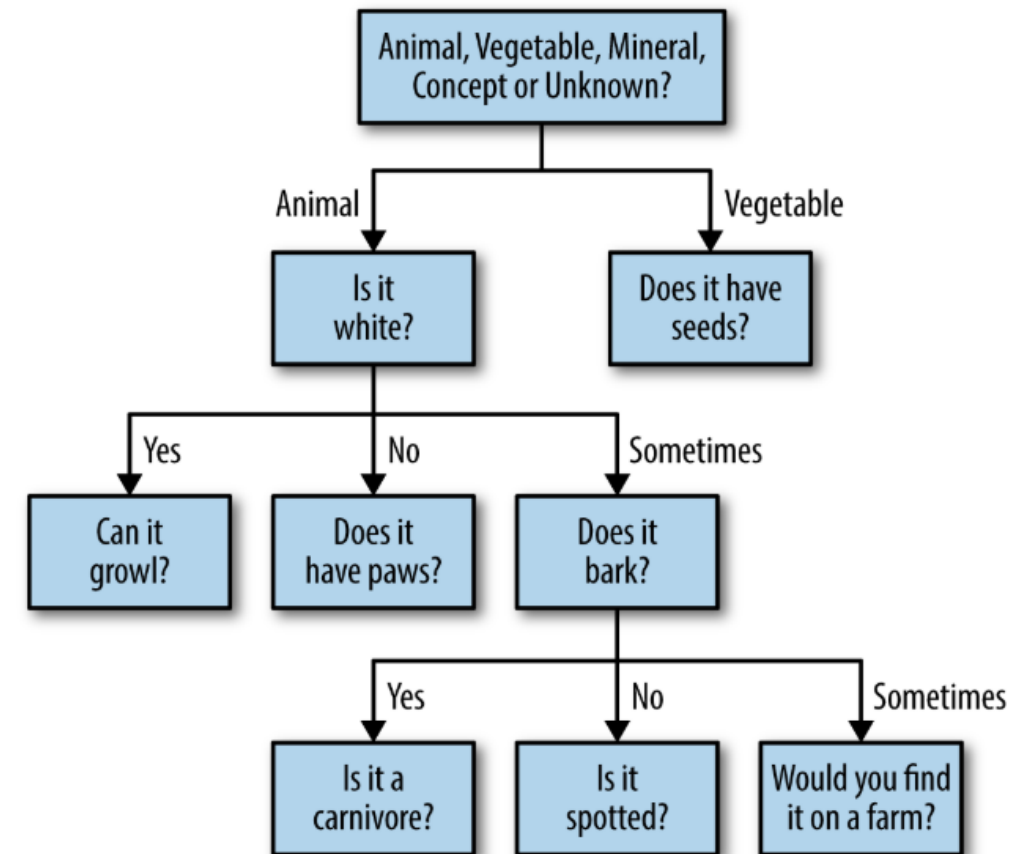 Animal, Vegetable, Mineral,
Concept or Unknown?
Animal
Vegetable
Is it
white?
Does it have
seeds?
Yes
No
Sometimes
Can it
growl?
Does it
have paws?
Does it
bark?
Yes
No
Sometimes
Is it a
carnivore?
Is it
spotted?
Would you find
it on a farm?